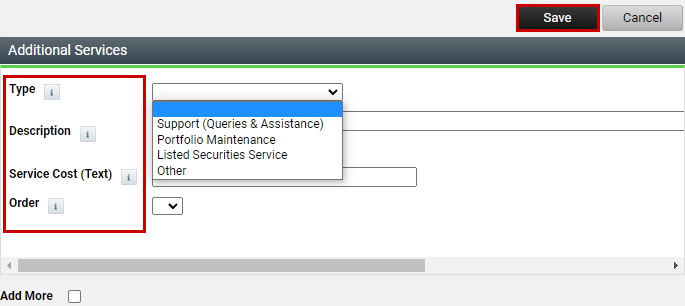 Save Cancel
Additional Services
Type i
Support (Queries & Assistance)
Description i
Portfolio Maintenance
Listed Securities Service
Other
Service Cost (Text) i
Order i
Add More